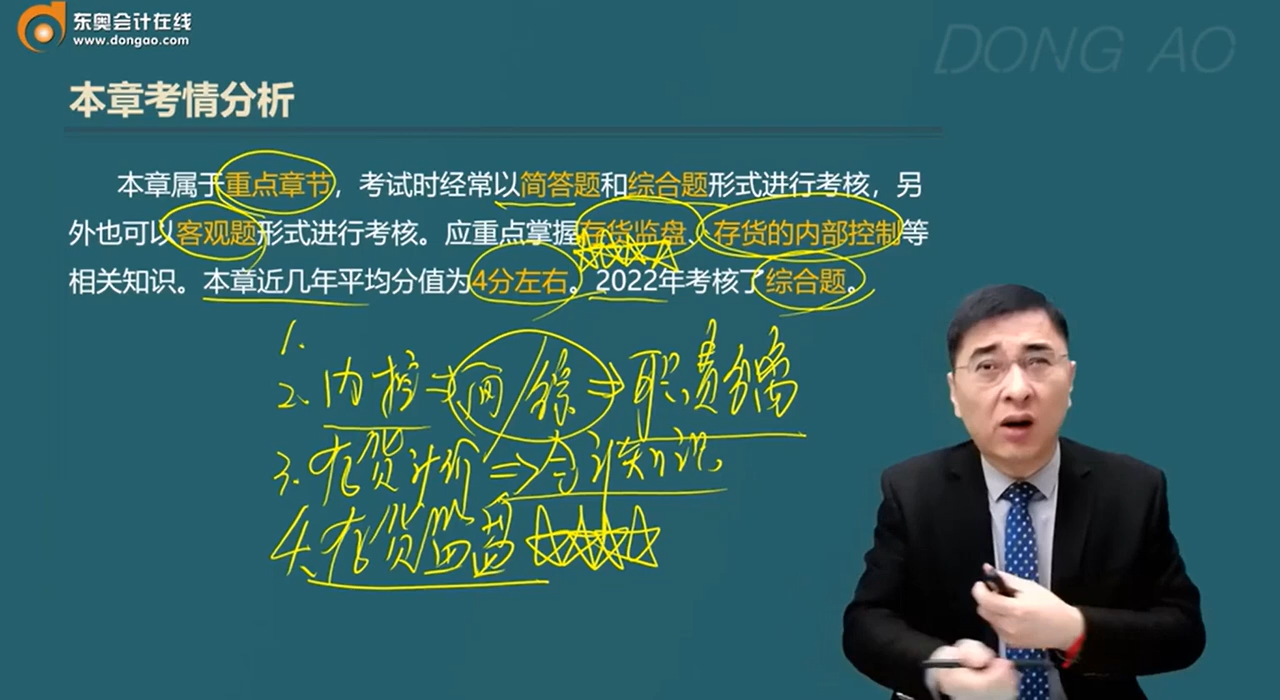 东奥会计在线
www.dongao.com
DONG AO
本章考情分析
本章属于重点章节，考试时经常以简答题和综合题形式进行考核，另
外也可以客观题形式进行考核。应重点掌握存货监盘、存货的内部控制等
相关知识。本章近几年平均分值为4分左右。2022年考核了综合题。
1.
2. 内控⇒简/综⇒职责分离
3. 存货计价⇒会计知识
4. 存货监盘